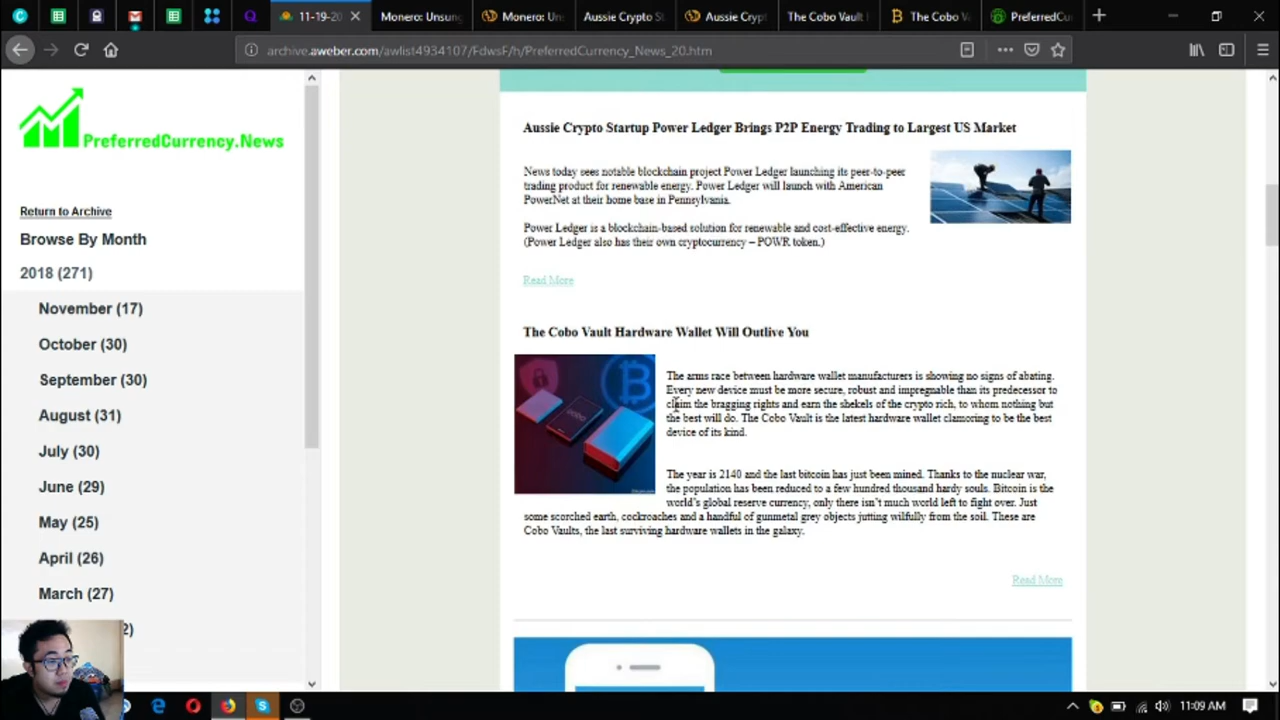 11-19-20
Monero: Unsung
Monero: Un
Aussie Crypto St
Aussie Crypt
The Cobo Vault
The Cobo V
PreferredCur
archive.aweber.com/awlist4934107/FdwsF/h/PreferredCurrency_News_20.htm
PreferredCurrency.News
Return to Archive
Browse By Month
2018 (271)
November (17)
October (30)
September (30)
August (31)
July (30)
June (29)
May (25)
April (26)
March (27)
2)
Aussie Crypto Startup Power Ledger Brings P2P Energy Trading to Largest US Market
News today sees notable blockchain project Power Ledger launching its peer-to-peer
trading product for renewable energy. Power Ledger will launch with American
PowerNet at their home base in Pennsylvania.
Power Ledger is a blockchain-based solution for renewable and cost-effective energy.
(Power Ledger also has their own cryptocurrency – POWR token.)
Read More
The Cobo Vault Hardware Wallet Will Outlive You
The arms race between hardware wallet manufacturers is showing no signs of abating.
Every new device must be more secure, robust and impregnable than its predecessor to
claim the bragging rights and earn the shekels of the crypto rich, to whom nothing but
the best will do. The Cobo Vault is the latest hardware wallet clamoring to be the best
device of its kind.
The year is 2140 and the last bitcoin has just been mined. Thanks to the nuclear war,
the population has been reduced to a few hundred thousand hardy souls. Bitcoin is the
world's global reserve currency, only there isn't much world left to fight over. Just
some scorched earth, cockroaches and a handful of gunmetal grey objects jutting wilfully from the soil. These are
Cobo Vaults, the last surviving hardware wallets in the galaxy.
Read More
11:09 AM